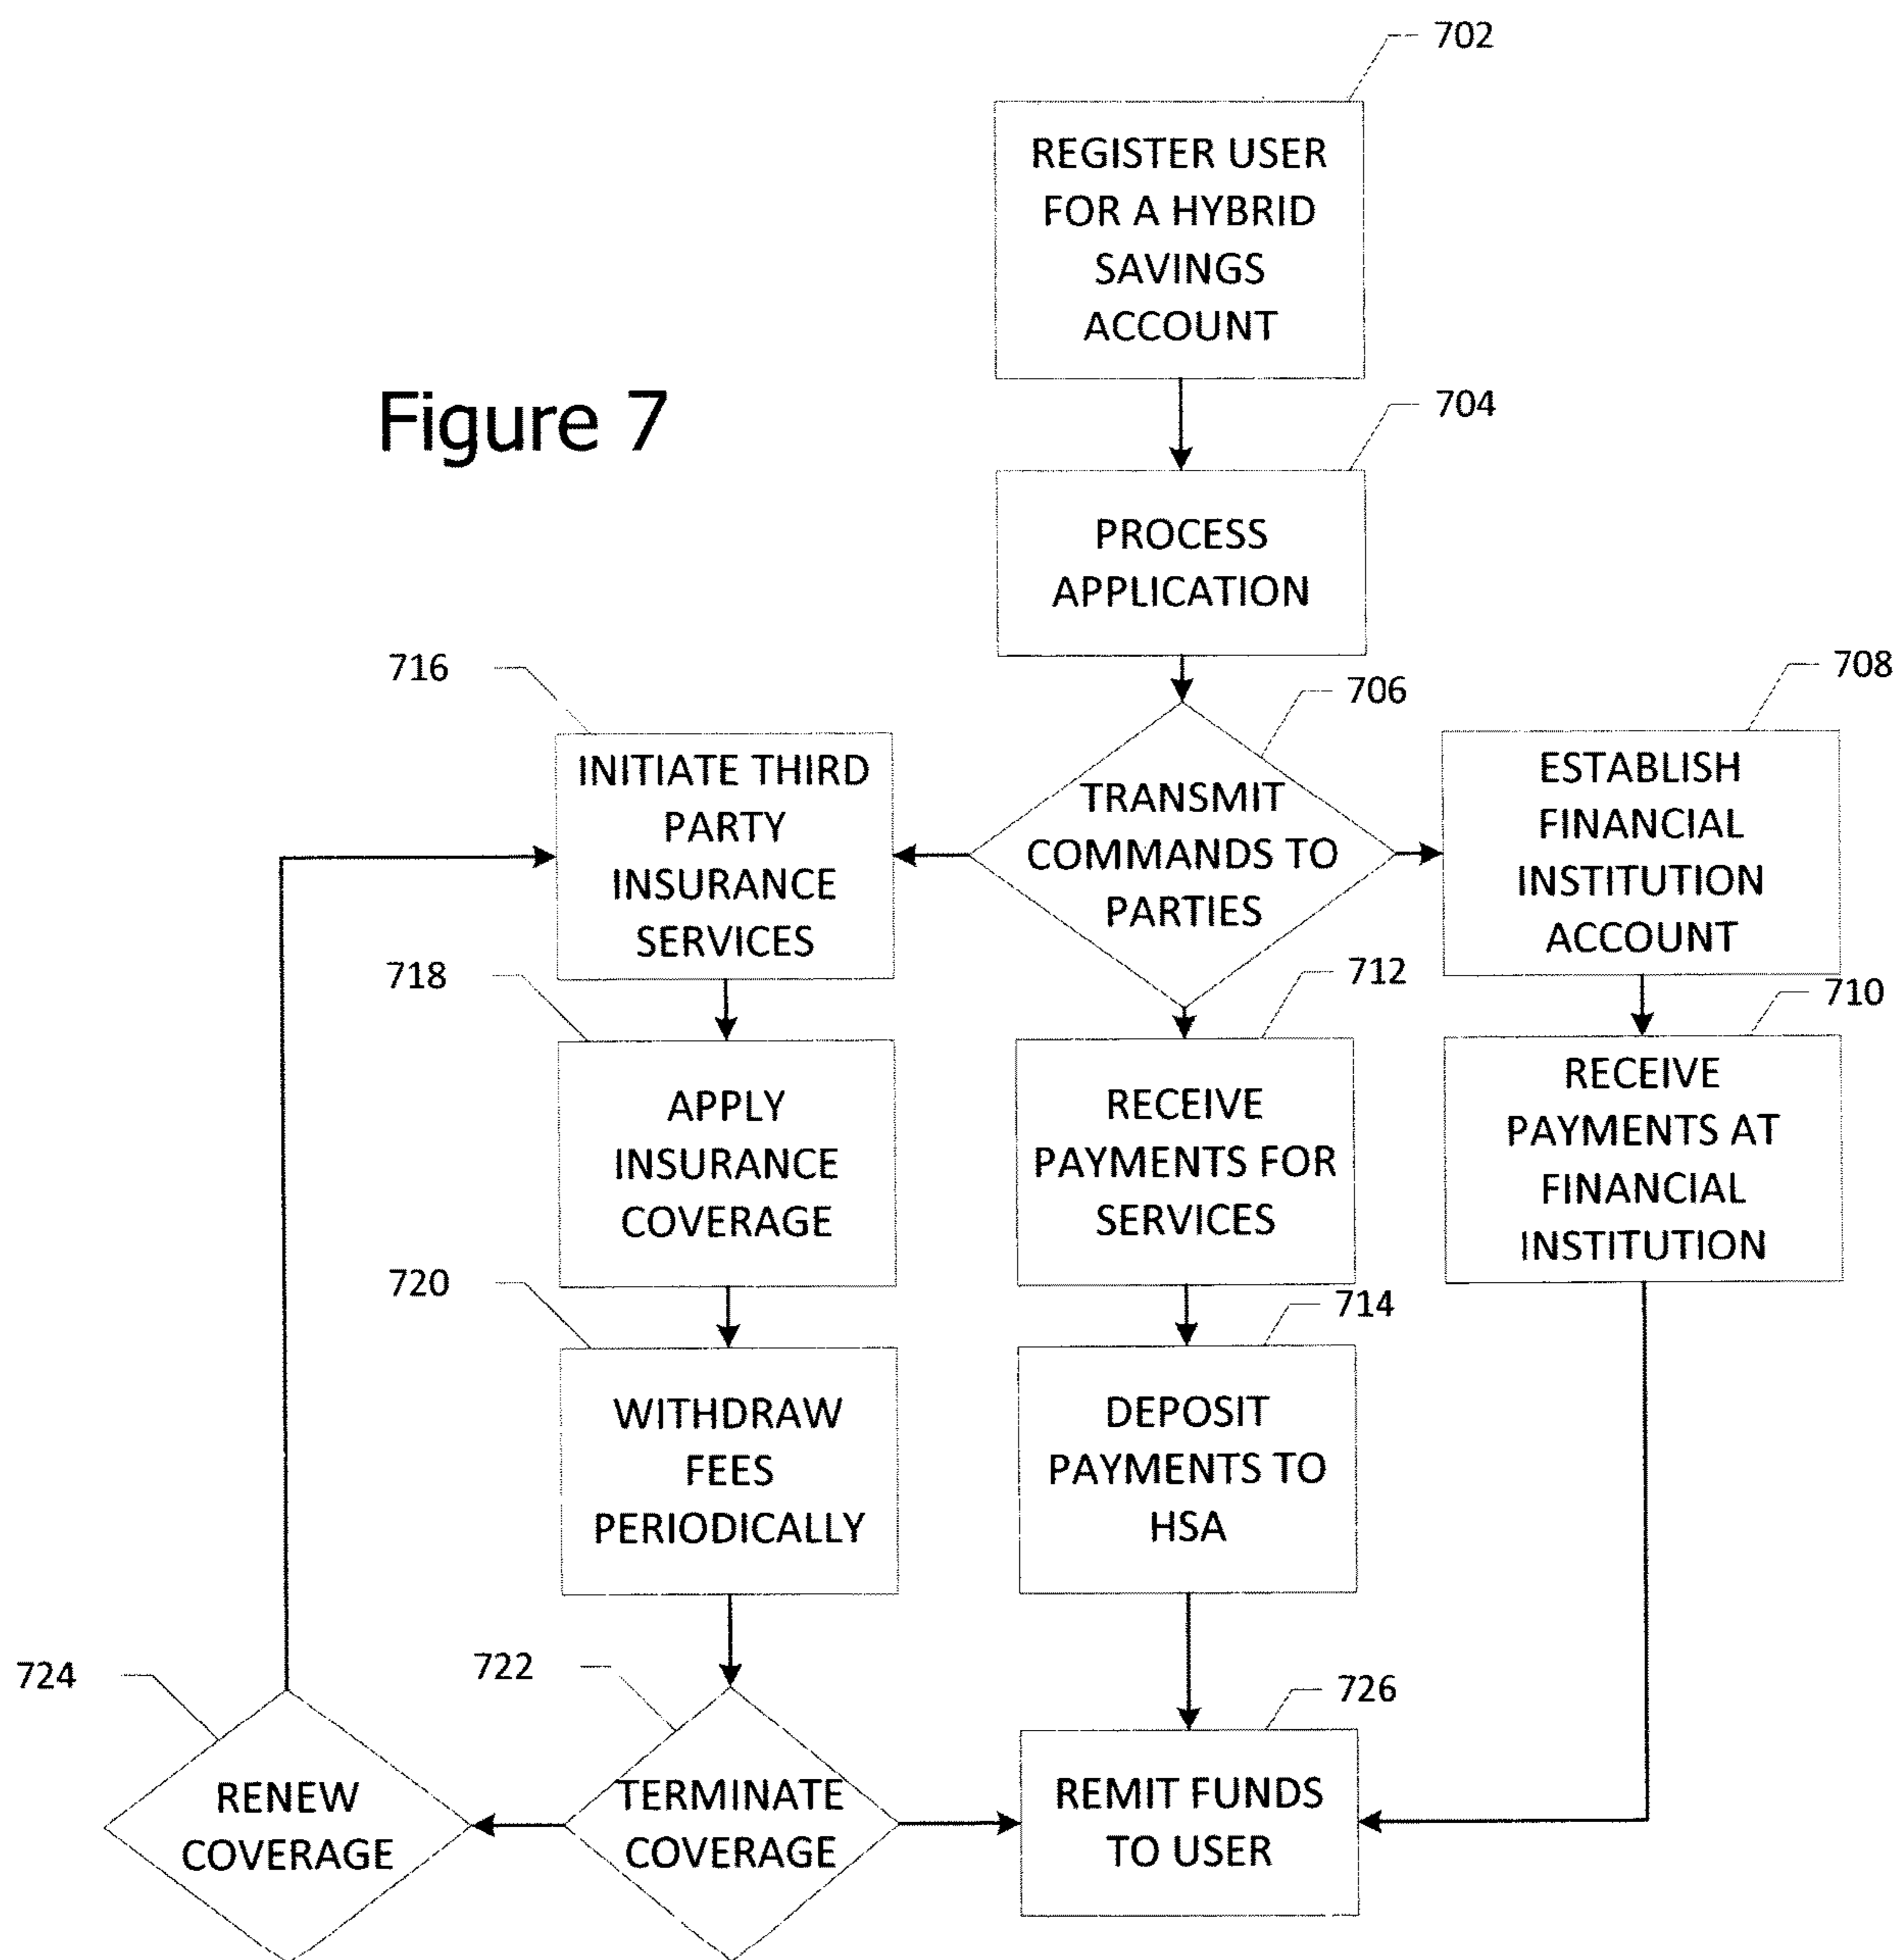 702
REGISTER USER
FOR A HYBRID
SAVINGS
ACCOUNT
Figure 7
704
PROCESS
APPLICATION
706
TRANSMIT
COMMANDS TO
PARTIES
716
INITIATE THIRD
PARTY
INSURANCE
SERVICES
708
ESTABLISH
FINANCIAL
INSTITUTION
ACCOUNT
718
APPLY
INSURANCE
COVERAGE
712
RECEIVE
PAYMENTS FOR
SERVICES
710
RECEIVE
PAYMENTS AT
FINANCIAL
INSTITUTION
720
WITHDRAW
FEES
PERIODICALLY
714
DEPOSIT
PAYMENTS TO
HSA
724
RENEW
COVERAGE
722
TERMINATE
COVERAGE
726
REMIT FUNDS
TO USER